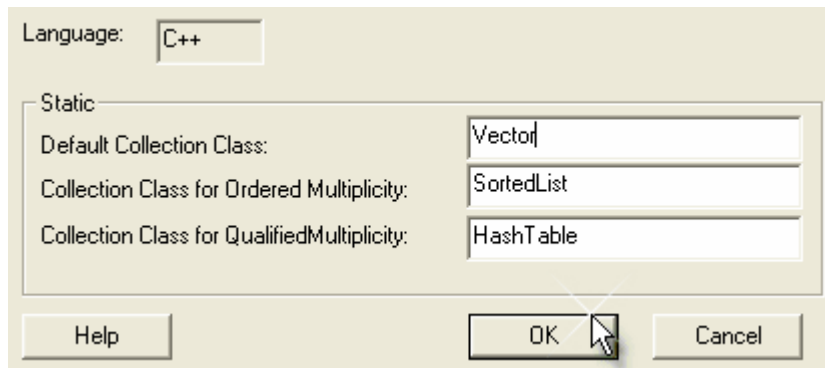 Language: C++
Static
Default Collection Class: Vector
Collection Class for Ordered Multiplicity: SortedList
Collection Class for QualifiedMultiplicity: HashTable
Help OK Cancel